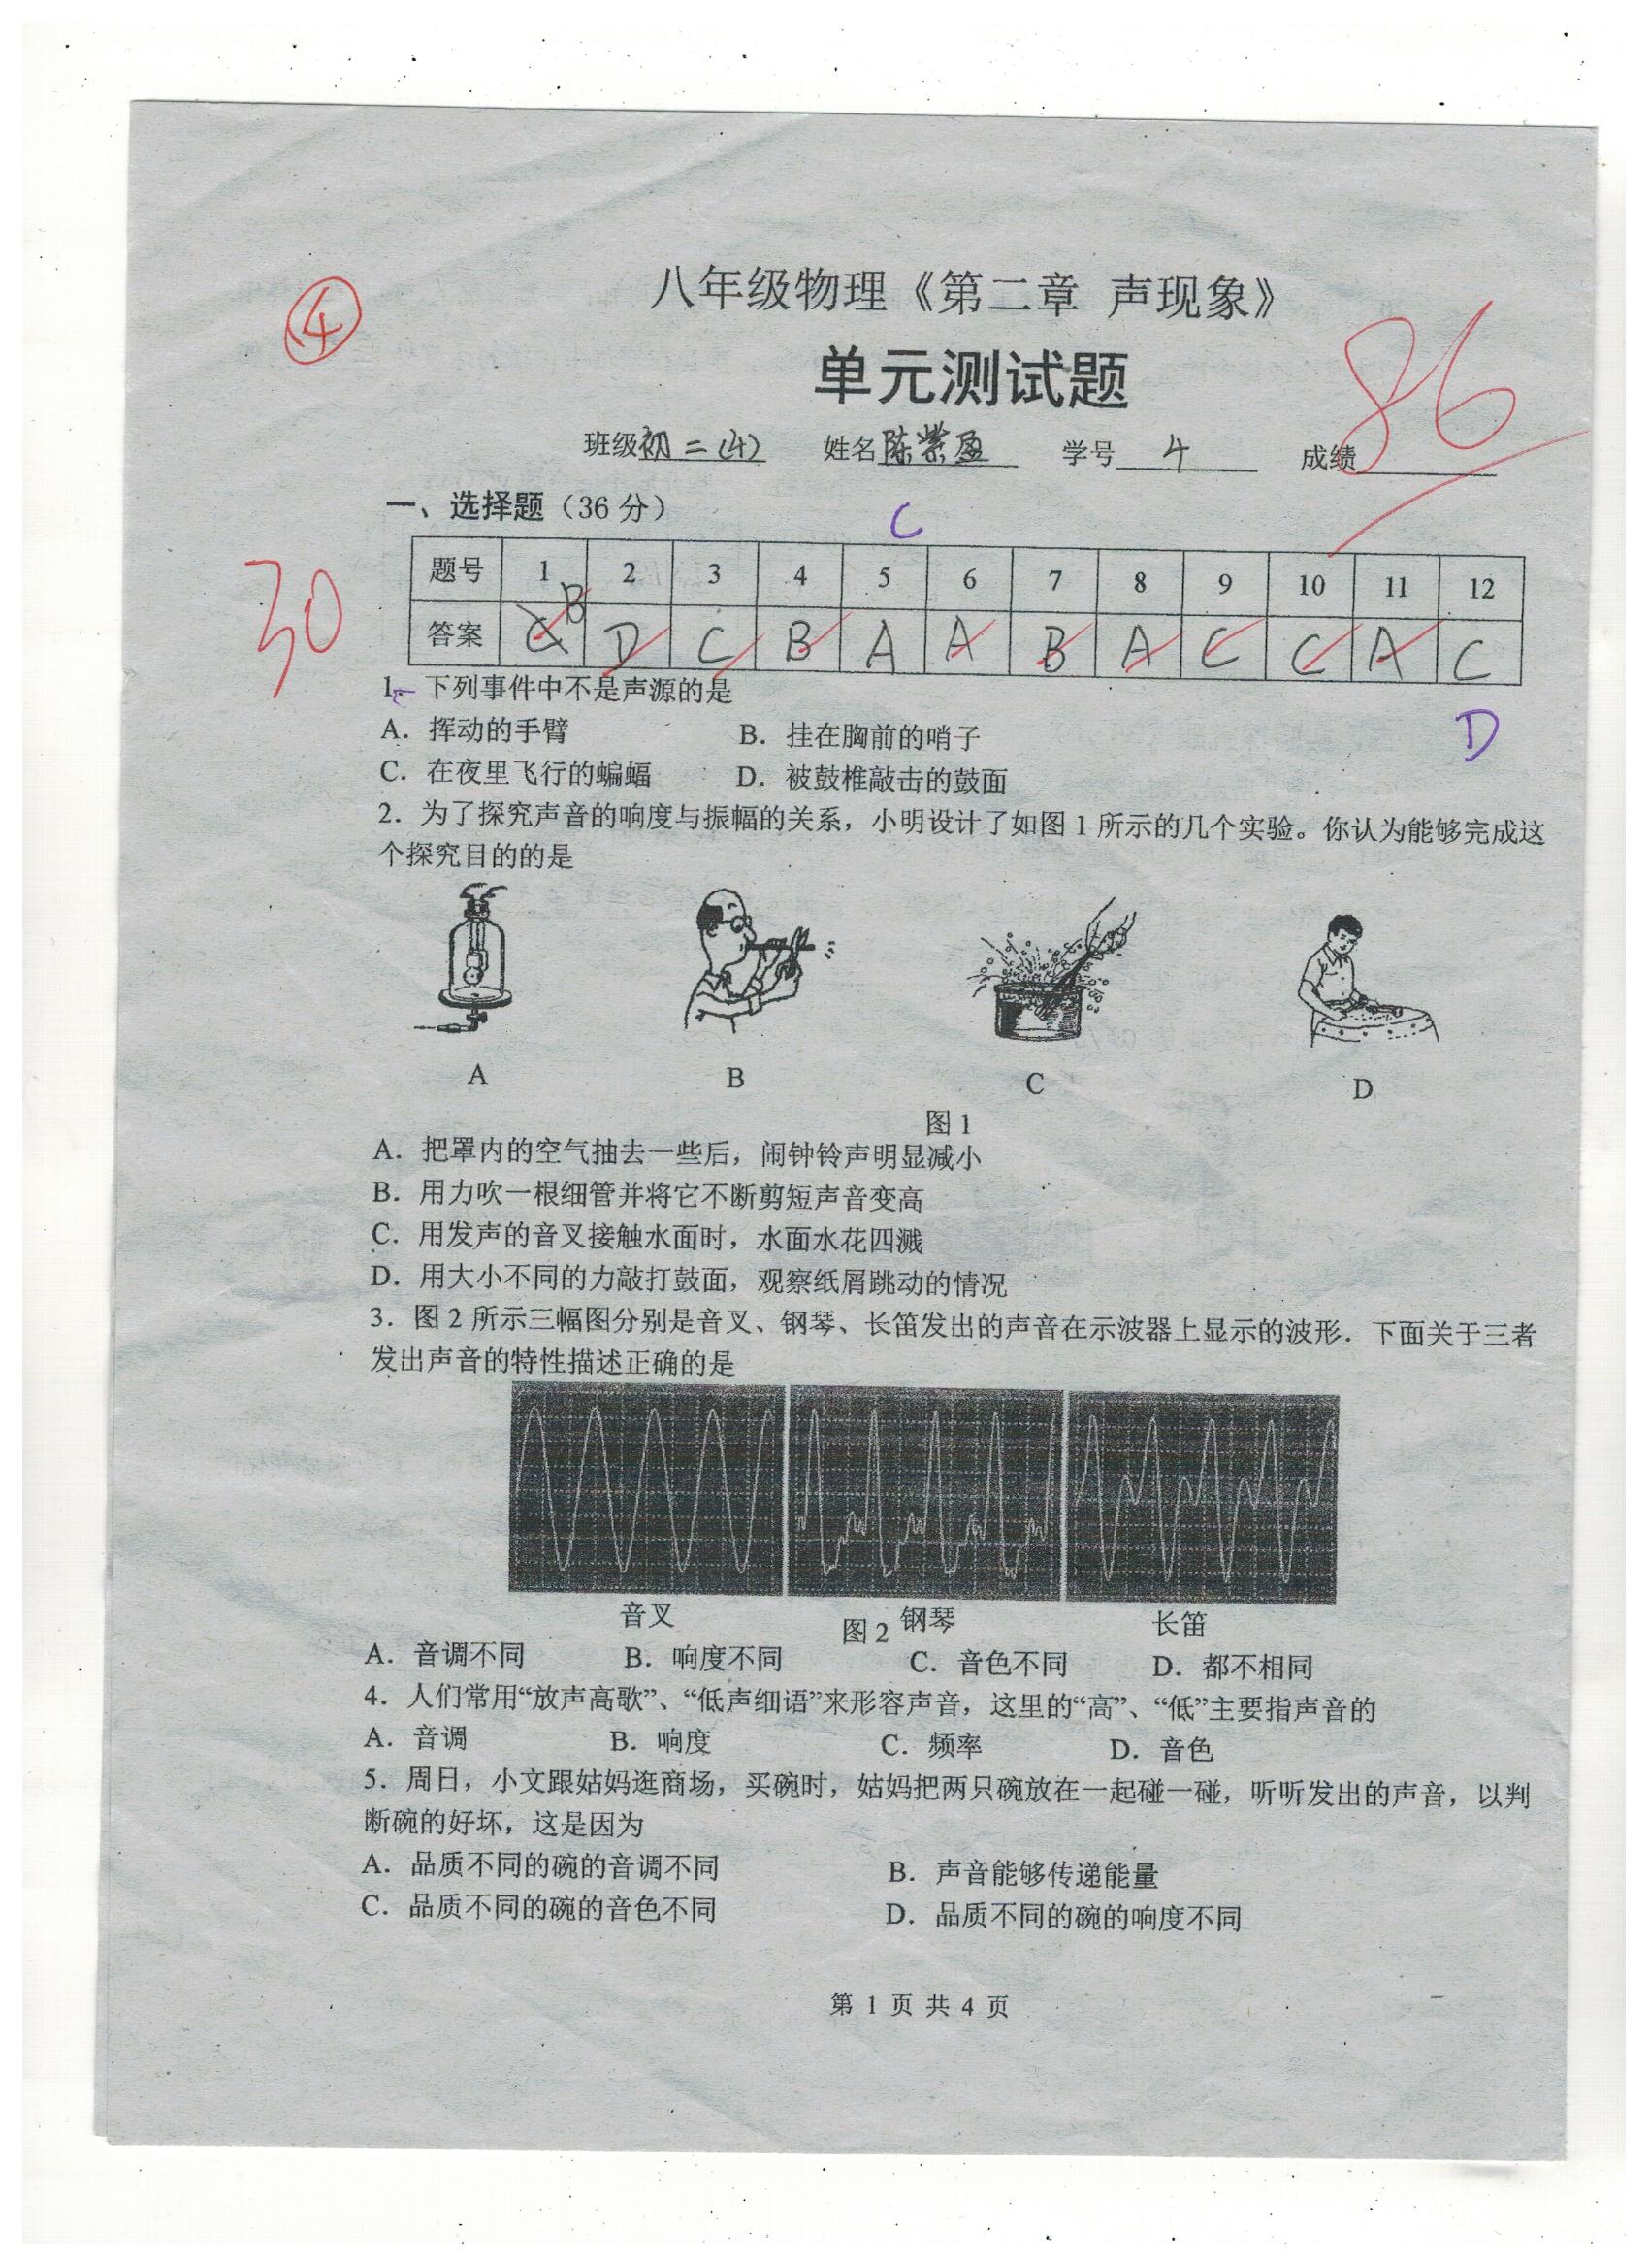 ④
八年级物理《第二章 声现象》
单元测试题
86
班级初二(4) 姓名陈紫盈 学号 4 成绩
一、选择题（36 分）
C
30
题号 1 2 3 4 5 6 7 8 9 10 11 12
答案 B D C B A A B A C C A C
D
1. 下列事件中不是声源的是
A．挥动的手臂 B．挂在胸前的哨子
C．在夜里飞行的蝙蝠 D．被鼓椎敲击的鼓面
2．为了探究声音的响度与振幅的关系，小明设计了如图 1 所示的几个实验。你认为能够完成这
个探究目的的是
A B C D
图 1
A．把罩内的空气抽去一些后，闹钟铃声明显减小
B．用力吹一根细管并将它不断剪短声音变高
C．用发声的音叉接触水面时，水面水花四溅
D．用大小不同的力敲打鼓面，观察纸屑跳动的情况
3．图 2 所示三幅图分别是音叉、钢琴、长笛发出的声音在示波器上显示的波形．下面关于三者
发出声音的特性描述正确的是
音叉 钢琴 长笛
图 2
A．音调不同 B．响度不同 C．音色不同 D．都不相同
4．人们常用“放声高歌”、“低声细语”来形容声音，这里的“高”、“低”主要指声音的
A．音调 B．响度 C．频率 D．音色
5．周日，小文跟姑妈逛商场，买碗时，姑妈把两只碗放在一起碰一碰，听听发出的声音，以判
断碗的好坏，这是因为
A．品质不同的碗的音调不同 B．声音能够传递能量
C．品质不同的碗的音色不同 D．品质不同的碗的响度不同
第 1 页 共 4 页